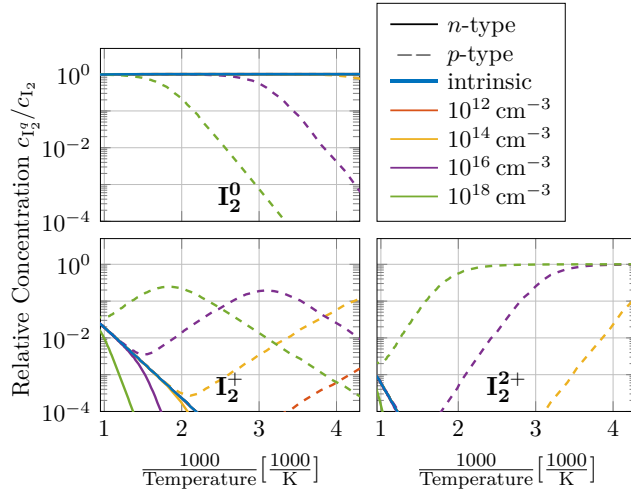 Relative Concentration c_{I_2^q}/c_{I_2}
10^0
10^{−2}
10^{−4}
I_2^0
n-type
p-type
intrinsic
10^{12} cm^{−3}
10^{14} cm^{−3}
10^{16} cm^{−3}
10^{18} cm^{−3}
10^0
10^{−2}
10^{−4}
I_2^+
I_2^{2+}
1 2 3 4 1 2 3 4
1000/Temperature [1000/K] 1000/Temperature [1000/K]